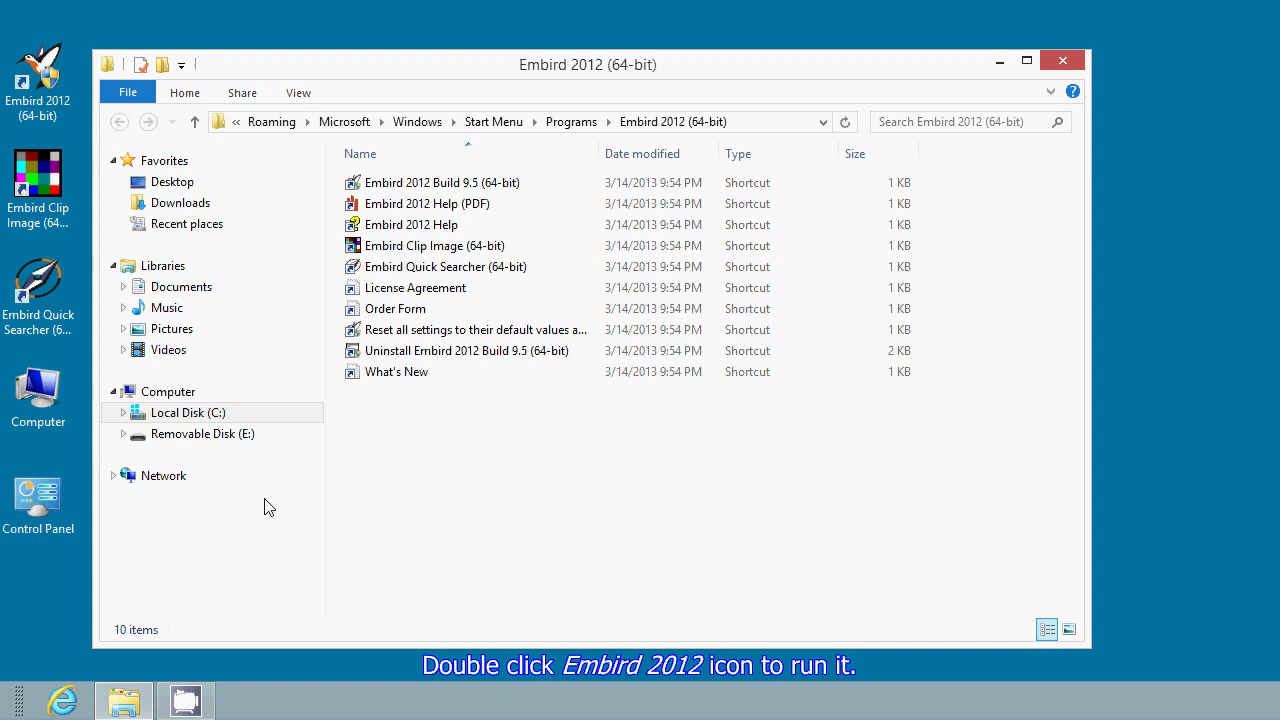 Embird 2012
(64-bit)
Embird Clip
Image (64...
Embird Quick
Searcher (6...
Computer
Control Panel
Embird 2012 (64-bit)
File Home Share View
« Roaming Microsoft Windows Start Menu Programs Embird 2012 (64-bit) Search Embird 2012 (64-bit)
Favorites
Desktop
Downloads
Recent places
Libraries
Documents
Music
Pictures
Videos
Computer
Local Disk (C:)
Removable Disk (E:)
Network
Name Date modified Type Size
Embird 2012 Build 9.5 (64-bit) 3/14/2013 9:54 PM Shortcut 1 KB
Embird 2012 Help (PDF) 3/14/2013 9:54 PM Shortcut 1 KB
Embird 2012 Help 3/14/2013 9:54 PM Shortcut 1 KB
Embird Clip Image (64-bit) 3/14/2013 9:54 PM Shortcut 1 KB
Embird Quick Searcher (64-bit) 3/14/2013 9:54 PM Shortcut 1 KB
License Agreement 3/14/2013 9:54 PM Shortcut 1 KB
Order Form 3/14/2013 9:54 PM Shortcut 1 KB
Reset all settings to their default values a... 3/14/2013 9:54 PM Shortcut 1 KB
Uninstall Embird 2012 Build 9.5 (64-bit) 3/14/2013 9:54 PM Shortcut 2 KB
What's New 3/14/2013 9:54 PM Shortcut 1 KB
10 items
Double click Embird 2012 icon to run it.